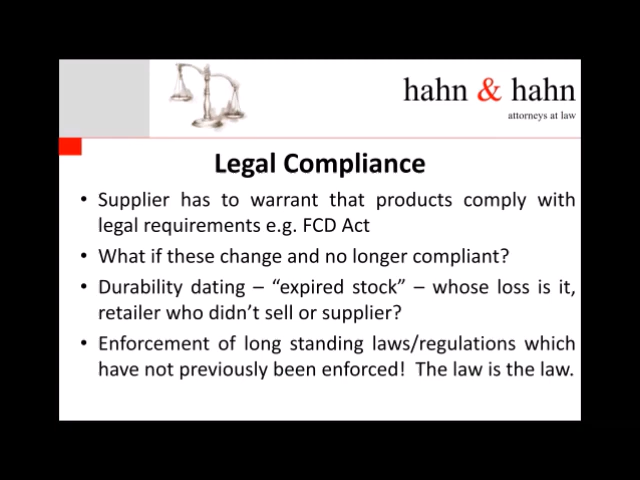 hahn & hahn
attorneys at law
Legal Compliance
• Supplier has to warrant that products comply with
legal requirements e.g. FCD Act
• What if these change and no longer compliant?
• Durability dating – “expired stock” – whose loss is it,
retailer who didn’t sell or supplier?
• Enforcement of long standing laws/regulations which
have not previously been enforced! The law is the law.